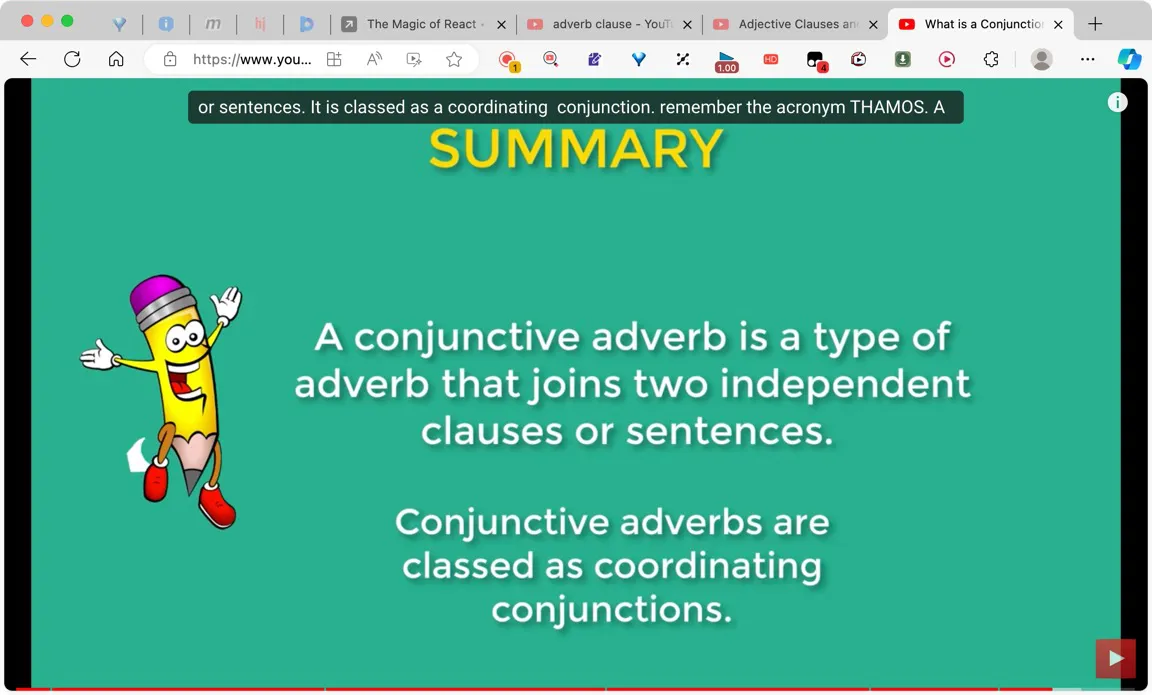 The Magic of React
adverb clause - YouT
Adjective Clauses an
What is a Conjunctio
https://www.you...
1
1.00
HD
4
or sentences. It is classed as a coordinating conjunction. remember the acronym THAMOS. A
SUMMARY
A conjunctive adverb is a type of
adverb that joins two independent
clauses or sentences.
Conjunctive adverbs are
classed as coordinating
conjunctions.